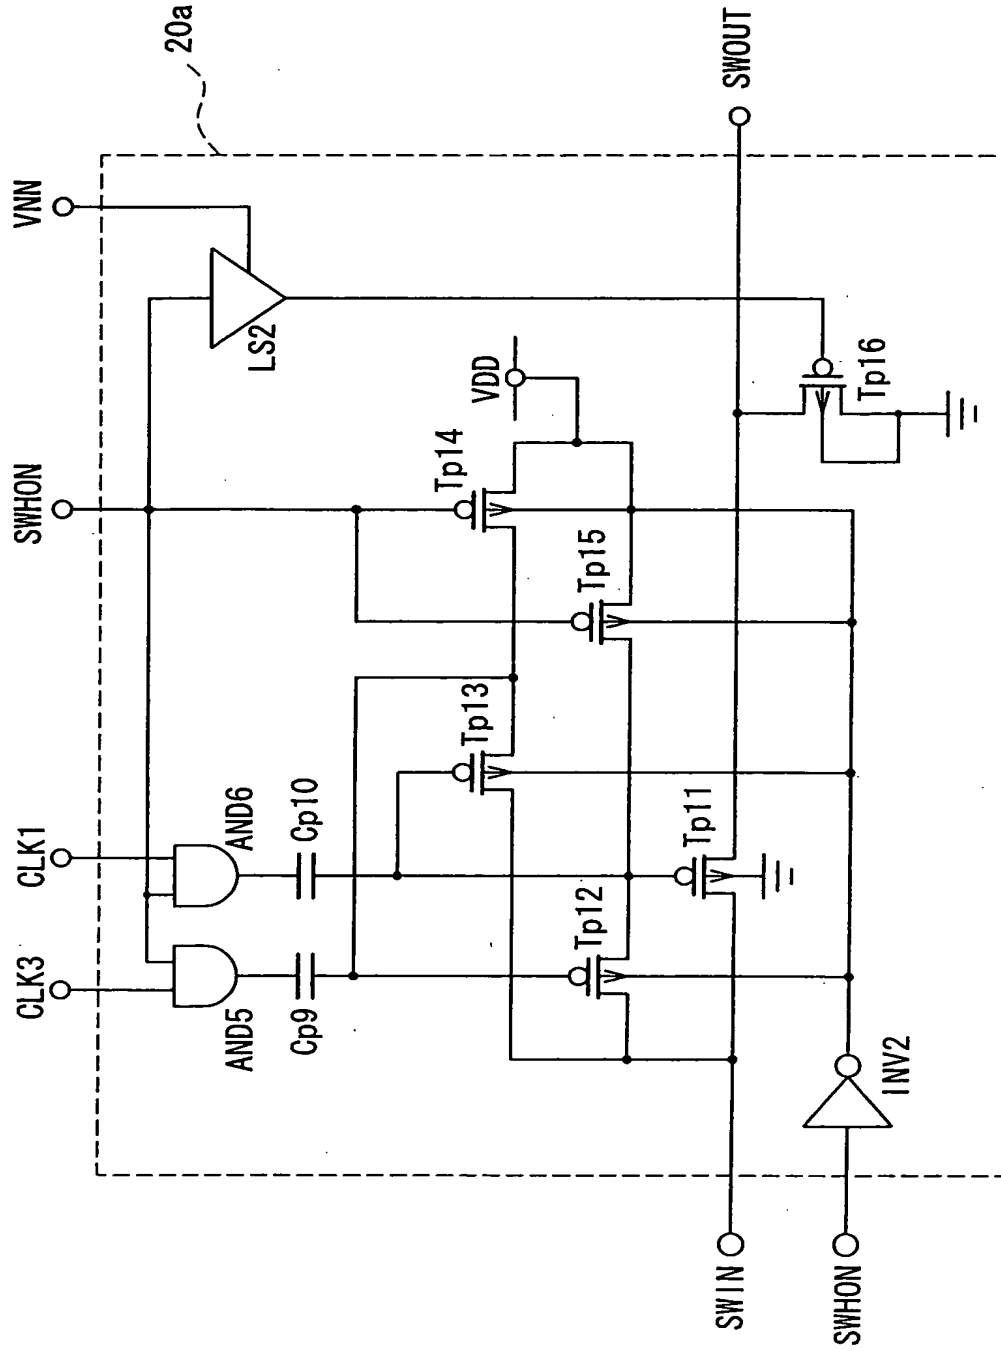 20a
VNN
SWHON
CLK1
CLK3
SWOUT
LS2
VDD
Tp16
Tp14
Tp15
Tp13
AND6
Cp10
Tp11
Tp12
AND5
Cp9
INV2
SWIN
SWHON